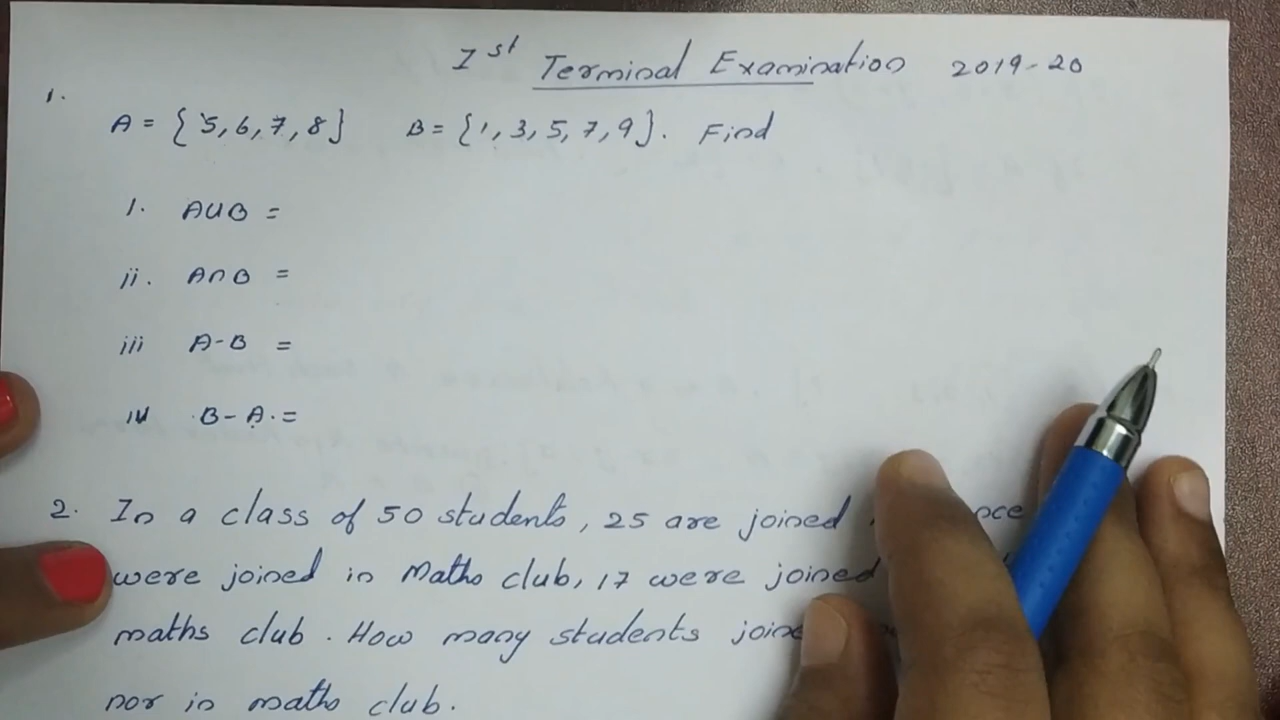 Ist Terminal Examination 2019-20
1.
A = {5, 6, 7, 8} B = {1, 3, 5, 7, 9}. Find
i. A∪B =
ii. A∩B =
iii A-B =
iv B-A. =
2. In a class of 50 students, 25 are joined
were joined in Maths club, 17 were joined
maths club. How many students
nor in maths club.